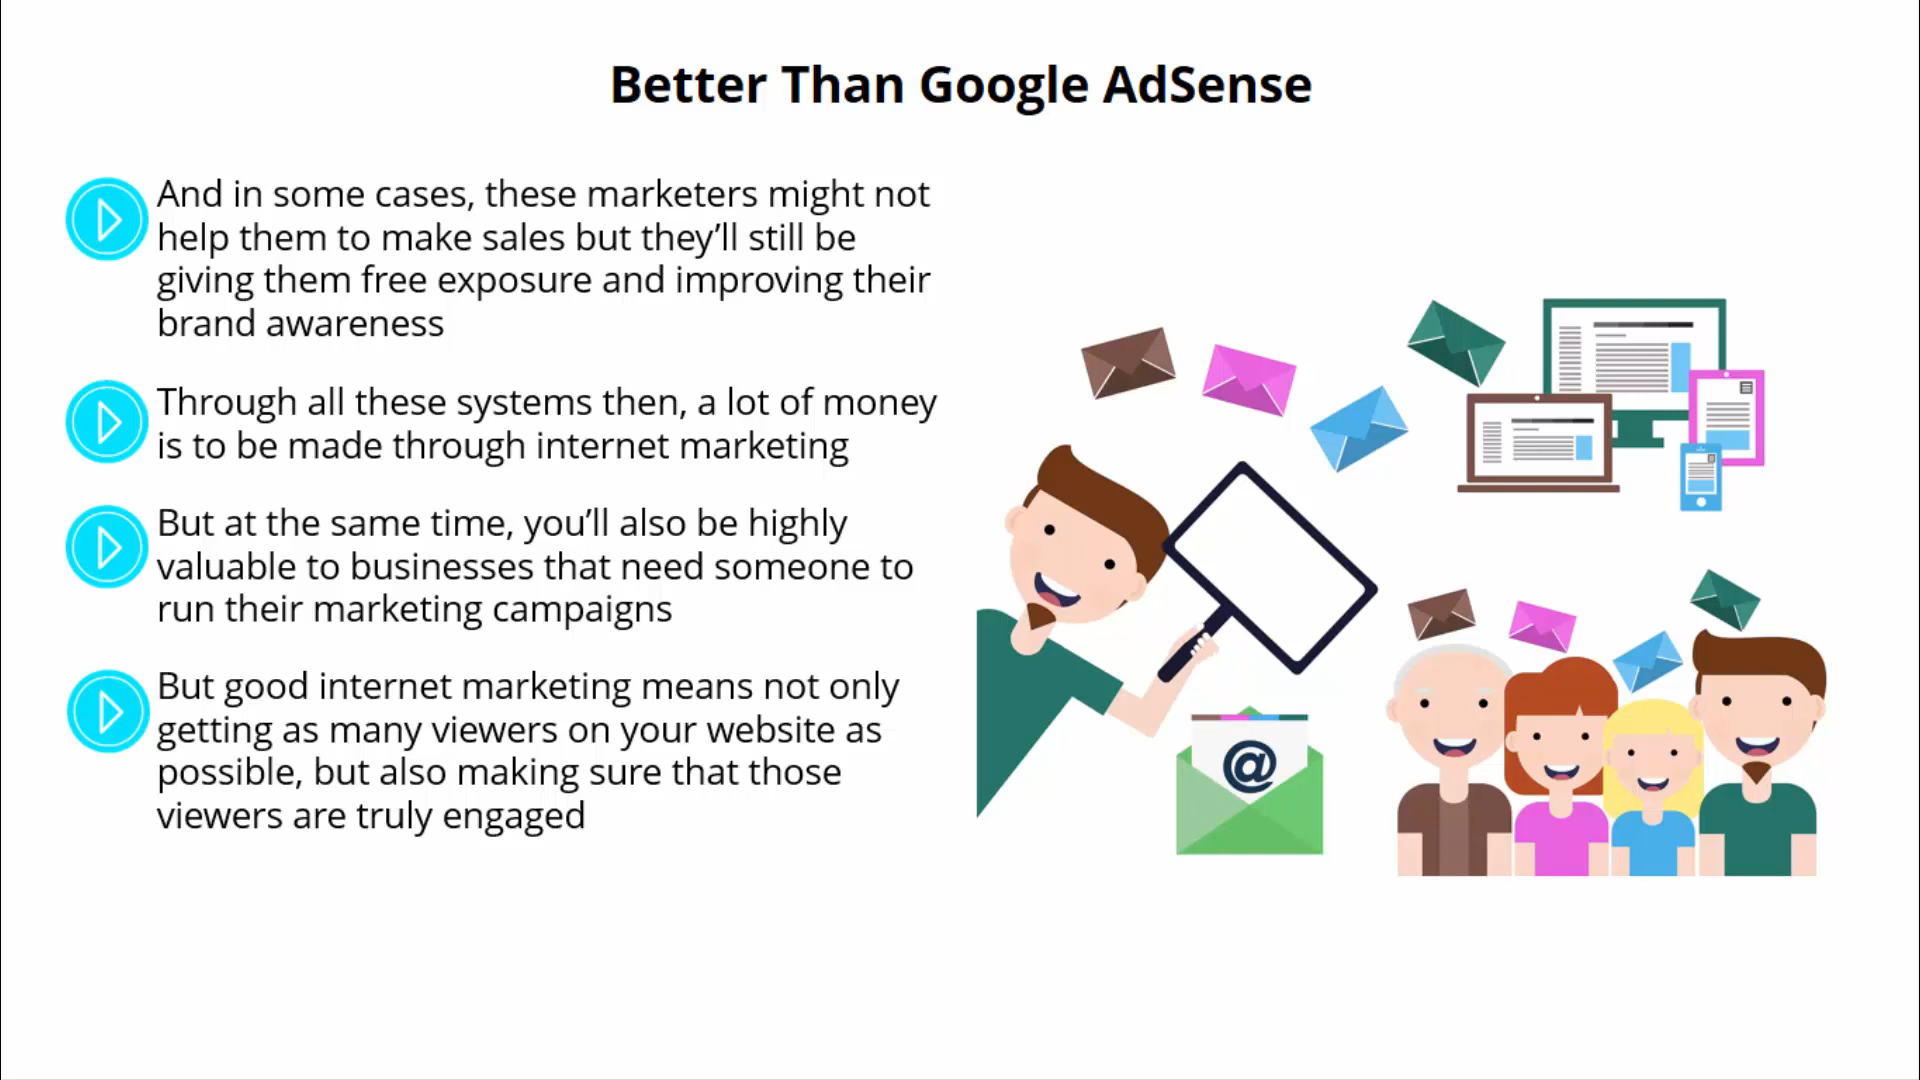 Better Than Google AdSense
And in some cases, these marketers might not
help them to make sales but they’ll still be
giving them free exposure and improving their
brand awareness
Through all these systems then, a lot of money
is to be made through internet marketing
But at the same time, you’ll also be highly
valuable to businesses that need someone to
run their marketing campaigns
But good internet marketing means not only
getting as many viewers on your website as
possible, but also making sure that those
viewers are truly engaged
@